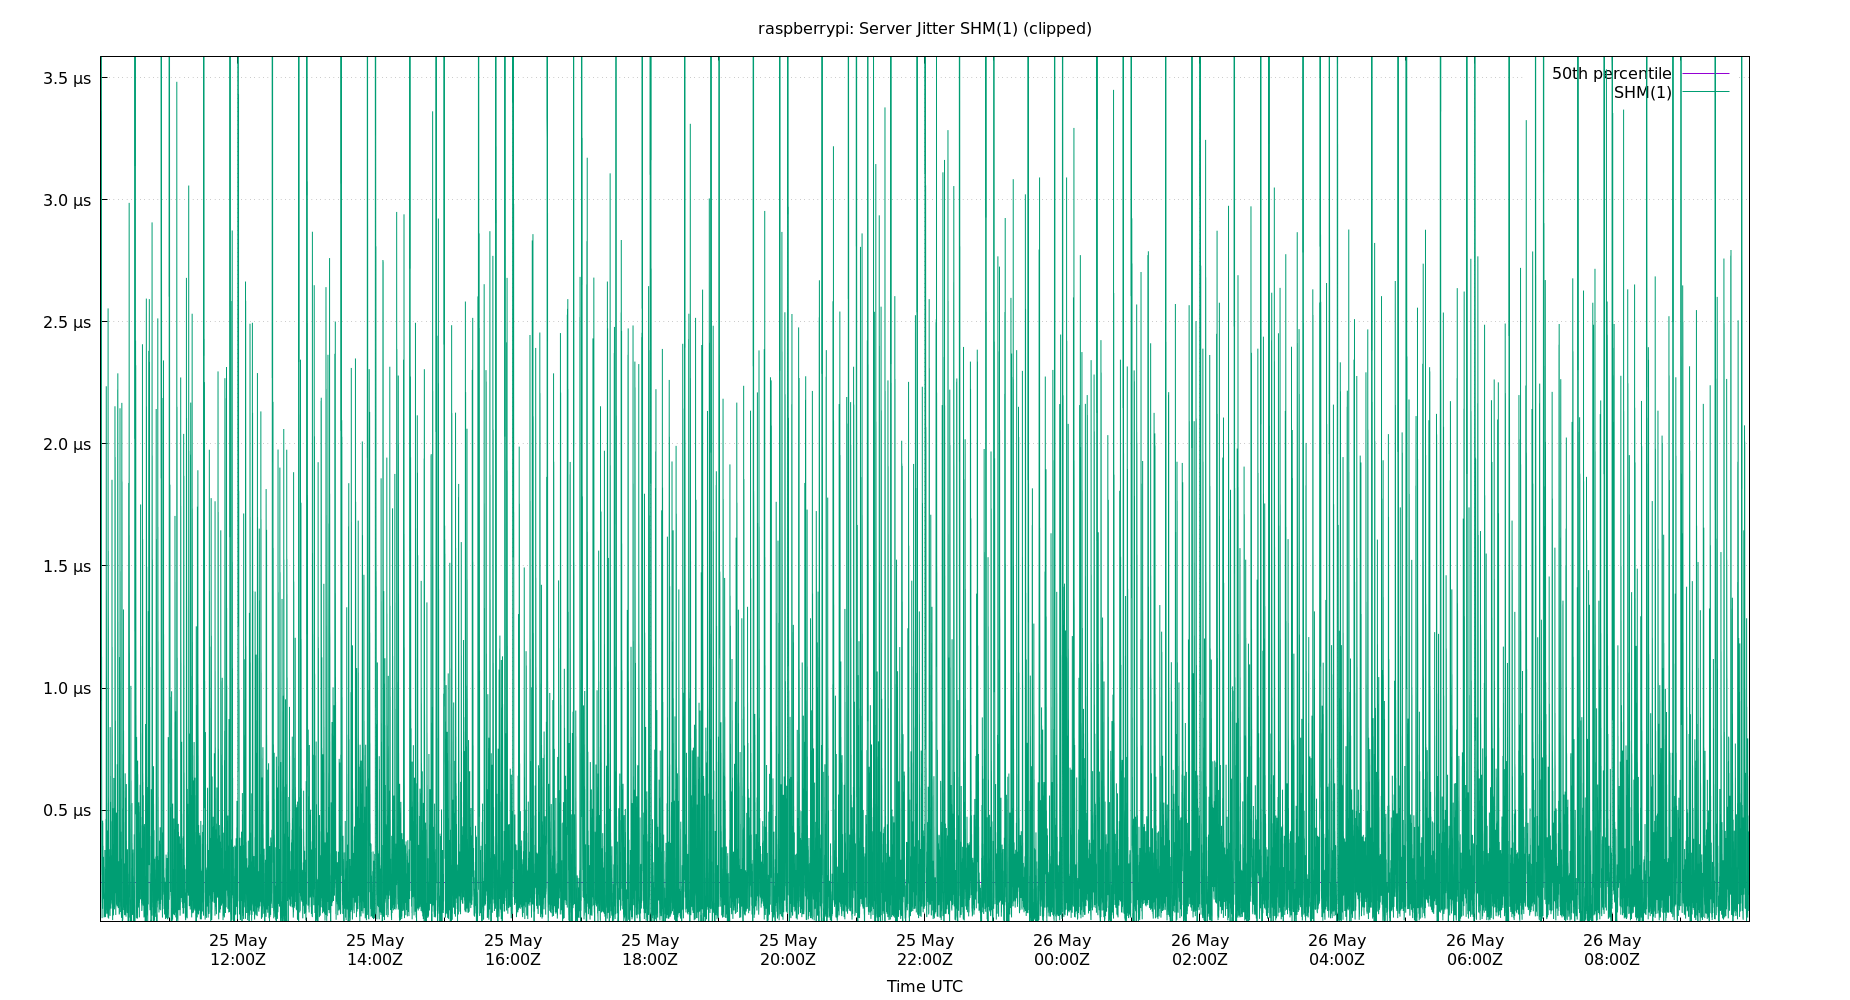 raspberrypi: Server Jitter SHM(1) (clipped)
3.5 µs
3.0 µs
2.5 µs
2.0 µs
1.5 µs
1.0 µs
0.5 µs
50th percentile
SHM(1)
25 May
12:00Z
25 May
14:00Z
25 May
16:00Z
25 May
18:00Z
25 May
20:00Z
25 May
22:00Z
26 May
00:00Z
26 May
02:00Z
26 May
04:00Z
26 May
06:00Z
26 May
08:00Z
Time UTC